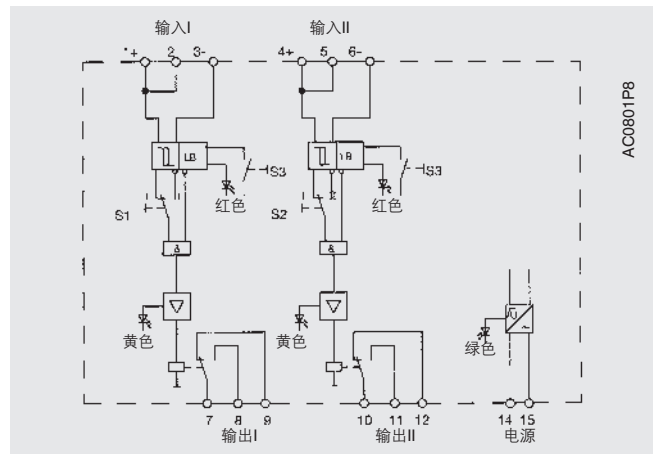 输入I 输入II
+ 2 3- 4+ 5 6-
AC0801P8
LB S3 S3
红色 红色
S1 S2
& &
黄色 黄色 绿色
7 8 9 10 11 12 14 15
输出I 输出II 电源